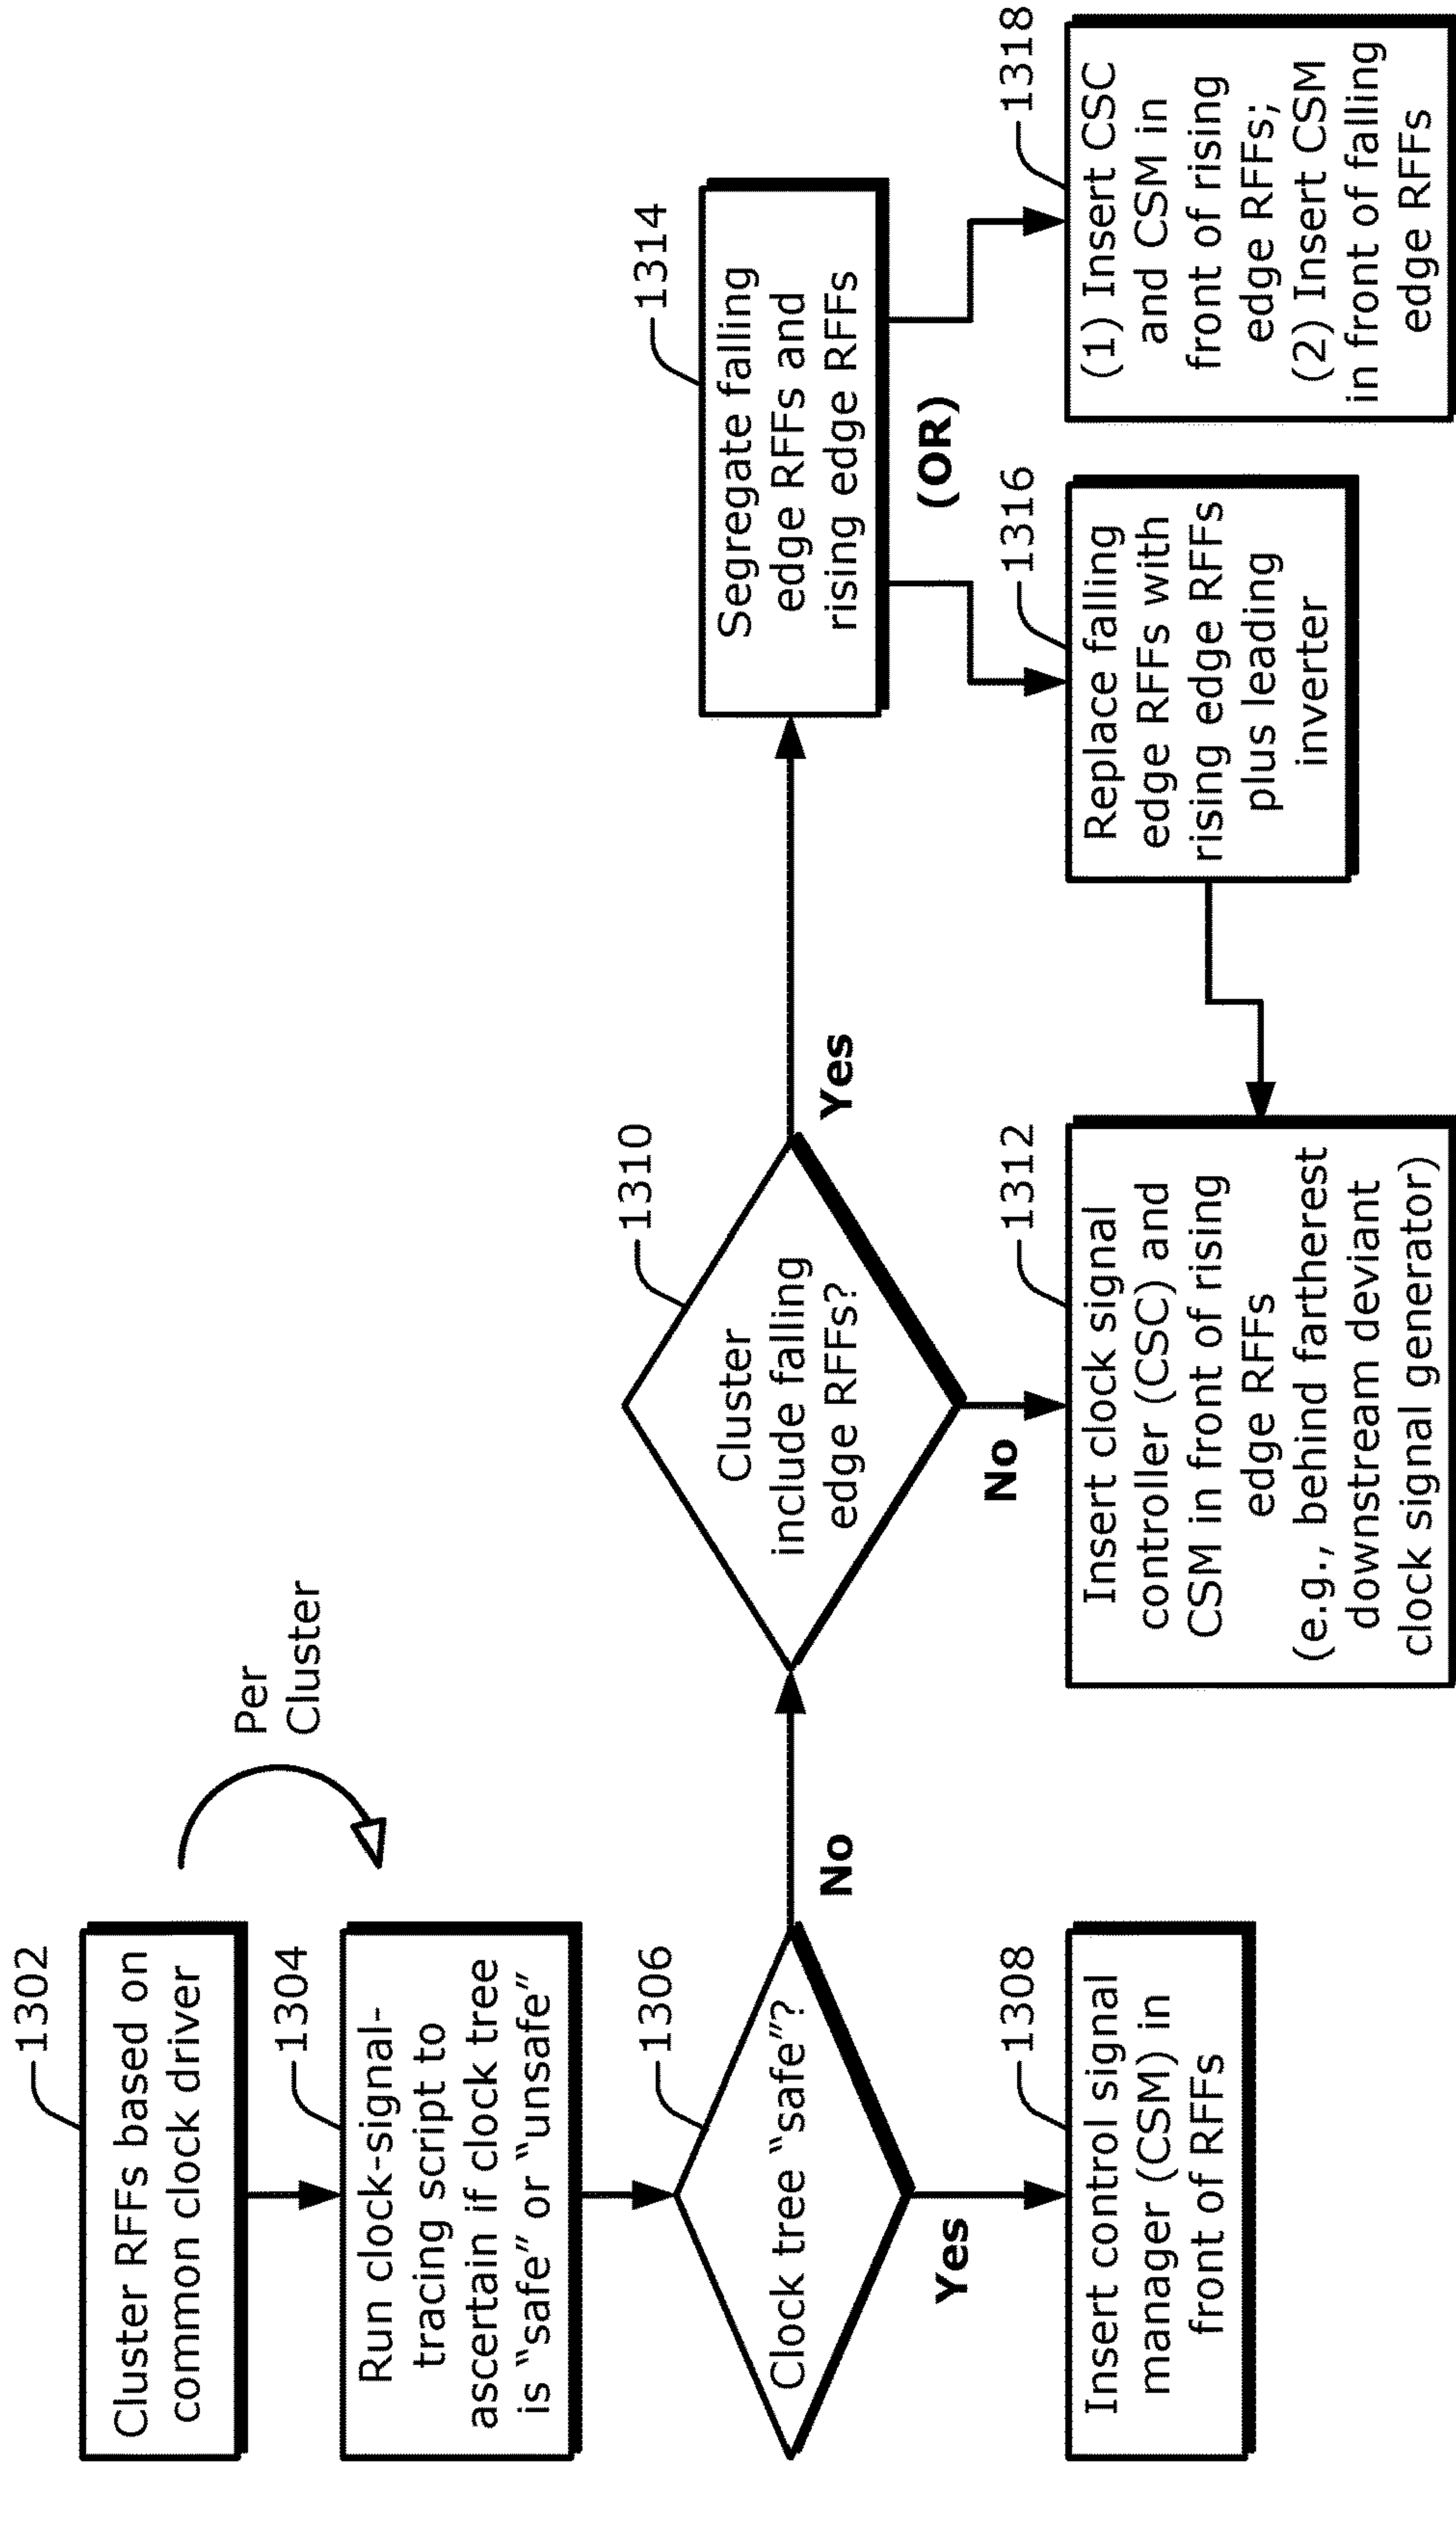 1302
Cluster RFFs based on
common clock driver
Per
Cluster
1304
Run clock-signal-
tracing script to
ascertain if clock tree
is “safe” or “unsafe”
1306
Clock tree “safe”?
Yes
No
1308
Insert control signal
manager (CSM) in
front of RFFs
1310
Cluster
include falling
edge RFFs?
No
Yes
1312
Insert clock signal
controller (CSC) and
CSM in front of rising
edge RFFs
(e.g., behind fartherest
downstream deviant
clock signal generator)
1314
Segregate falling
edge RFFs and
rising edge RFFs
(OR)
1316
Replace falling
edge RFFs with
rising edge RFFs
plus leading
inverter
1318
(1) Insert CSC
and CSM in
front of rising
edge RFFs;
(2) Insert CSM
in front of falling
edge RFFs